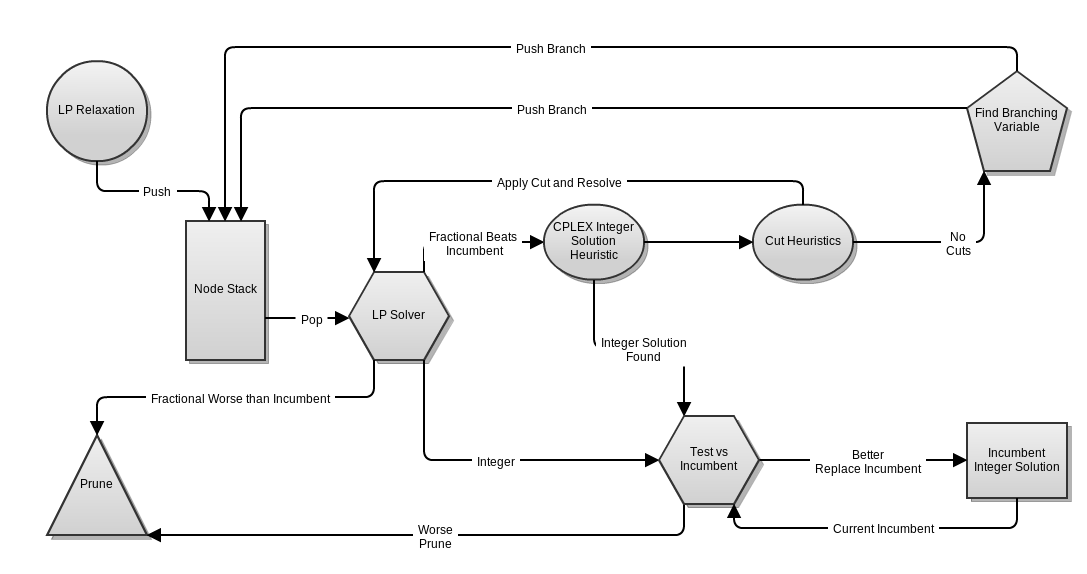 Push Branch
LP Relaxation
Push Branch
Find Branching
Variable
Push
Apply Cut and Resolve
Fractional Beats
Incumbent
CPLEX Integer
Solution
Heuristic
Cut Heuristics
No
Cuts
Node Stack
Pop
LP Solver
Integer Solution
Found
Fractional Worse than Incumbent
Prune
Integer
Test vs
Incumbent
Better
Replace Incumbent
Incumbent
Integer Solution
Worse
Prune
Current Incumbent